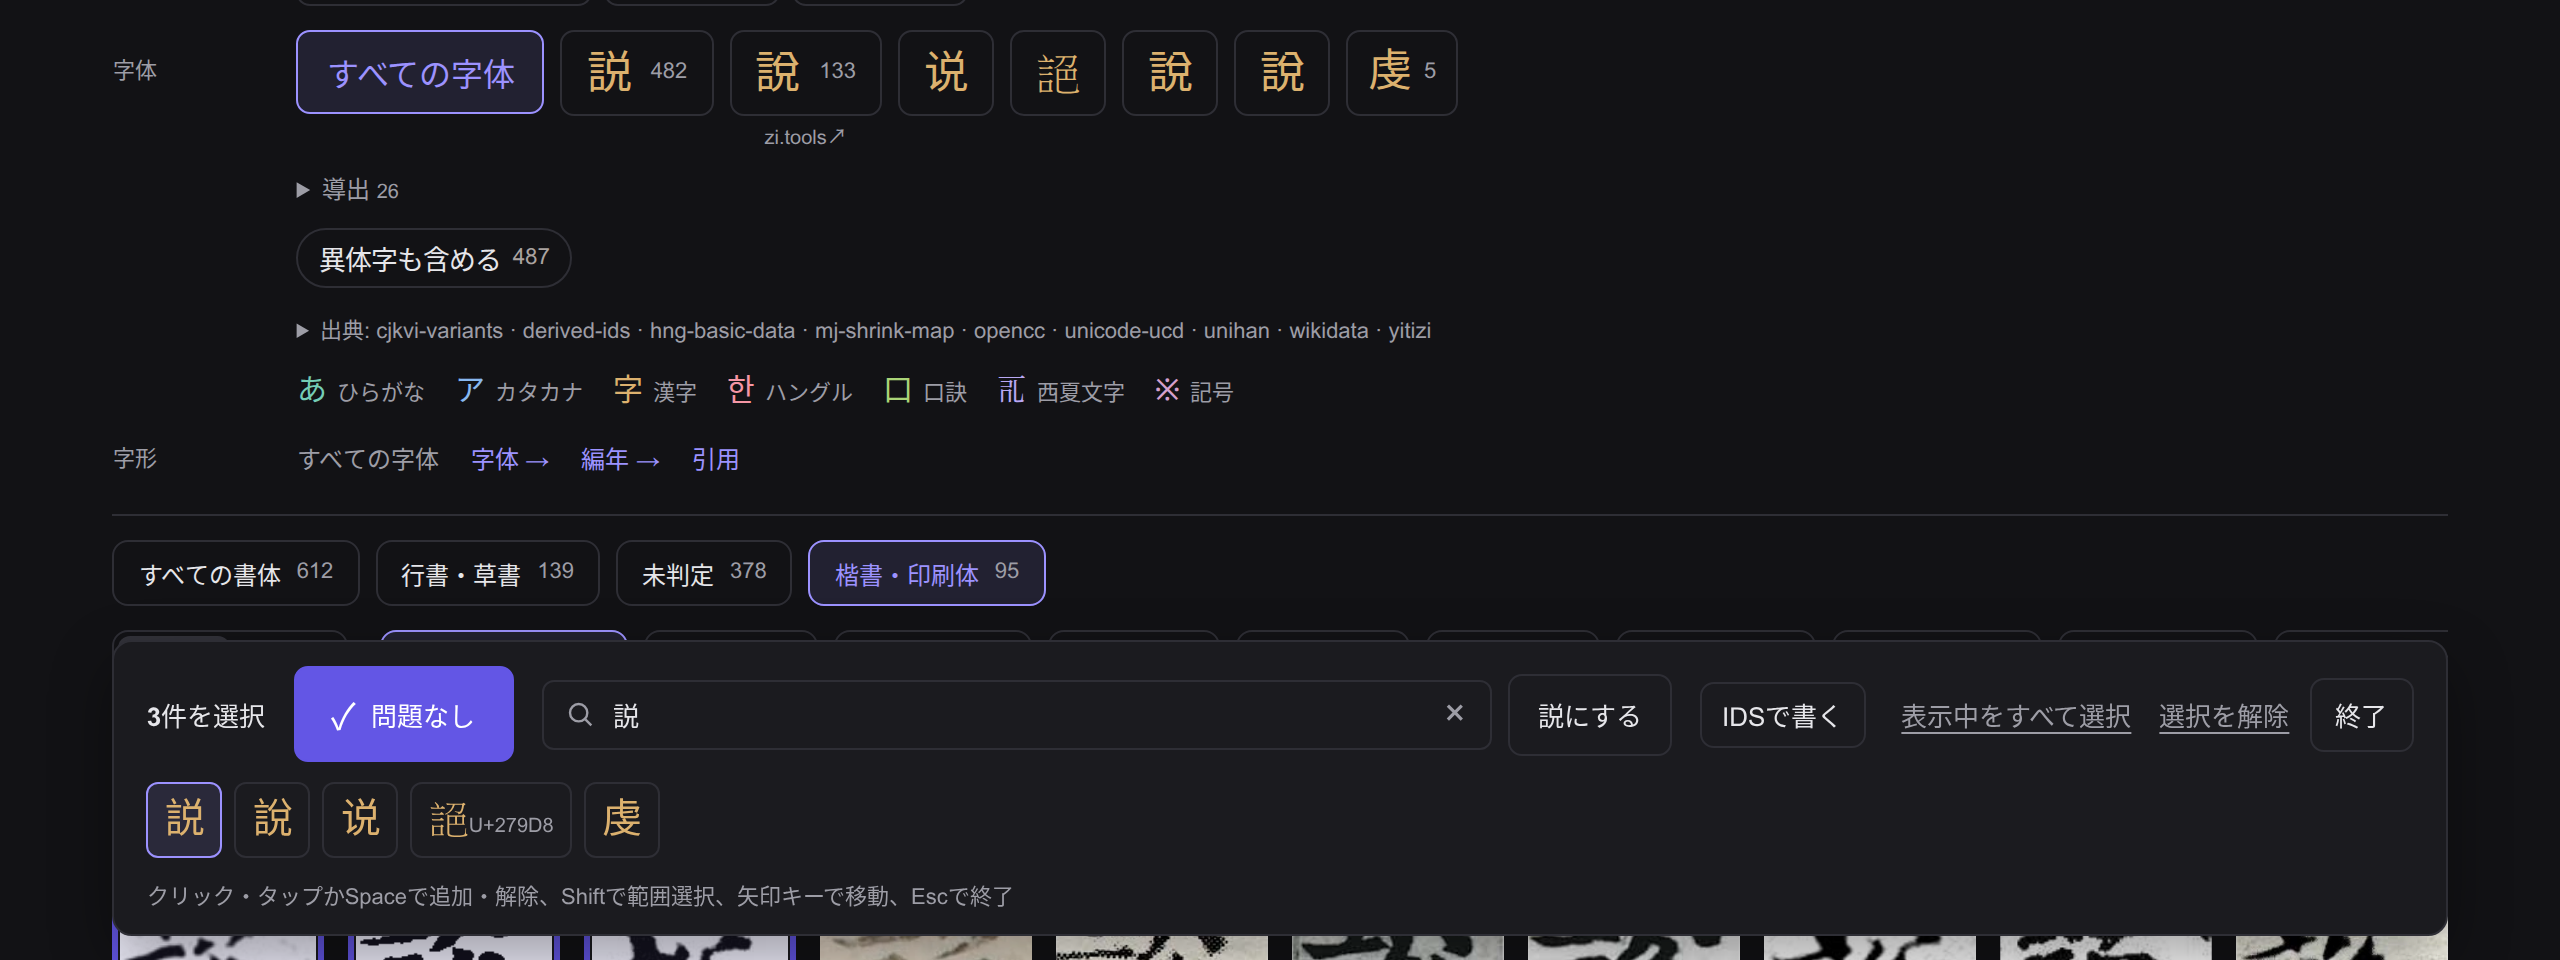 字体 すべての字体 説 482 說 133 说 𧧘 說 說 虔 5
zi.tools↗
▶ 導出 26
異体字も含める 487
▶ 出典: cjkvi-variants · derived-ids · hng-basic-data · mj-shrink-map · opencc · unicode-ucd · unihan · wikidata · yitizi
あ ひらがな ア カタカナ 字 漢字 한 ハングル 口 口訣 西夏文字 ※ 記号
字形 すべての字体 字体→ 編年→ 引用
すべての書体 612 行書・草書 139 未判定 378 楷書・印刷体 95
3件を選択 ✓ 問題なし 説 × 説にする IDSで書く 表示中をすべて選択 選択を解除 終了
説 說 说 𧧘U+279D8 虔
クリック・タップかSpaceで追加・解除、Shiftで範囲選択、矢印キーで移動、Escで終了